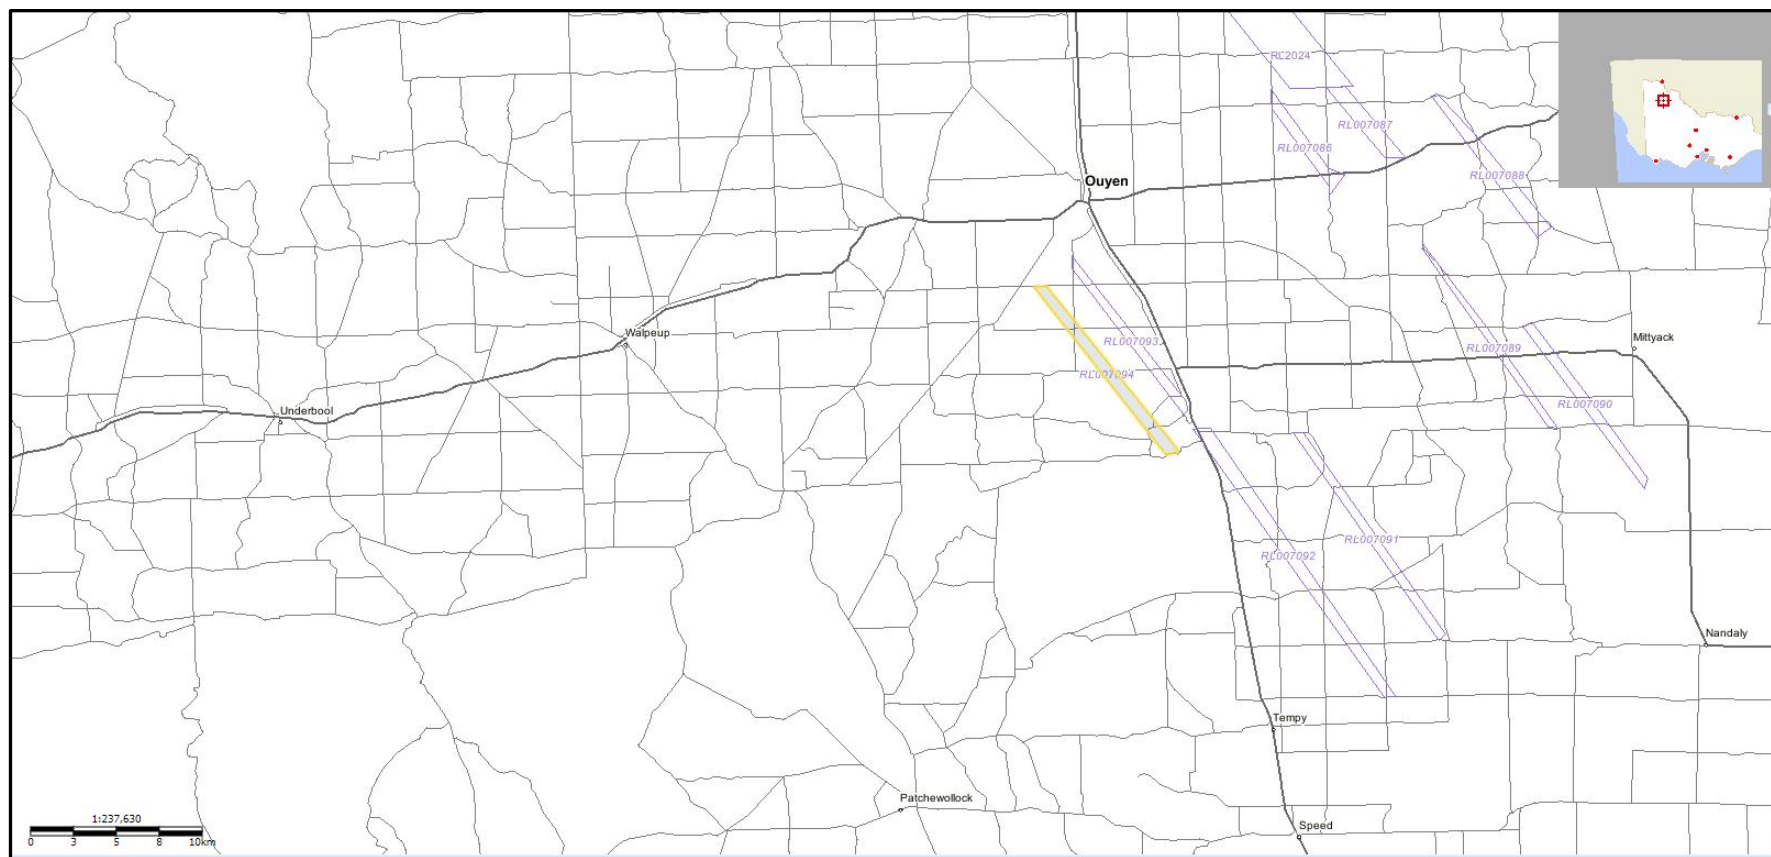 RL2024
RL007087
RL007086
RL007088
Ouyen
RL007093
RL007094
Walpeup
Mittyack
RL007089
RL007090
Underbool
RL007091
RL007092
Nandaly
Tempy
Patchewollock
Speed
1:237,630
0 3 5 8 10km